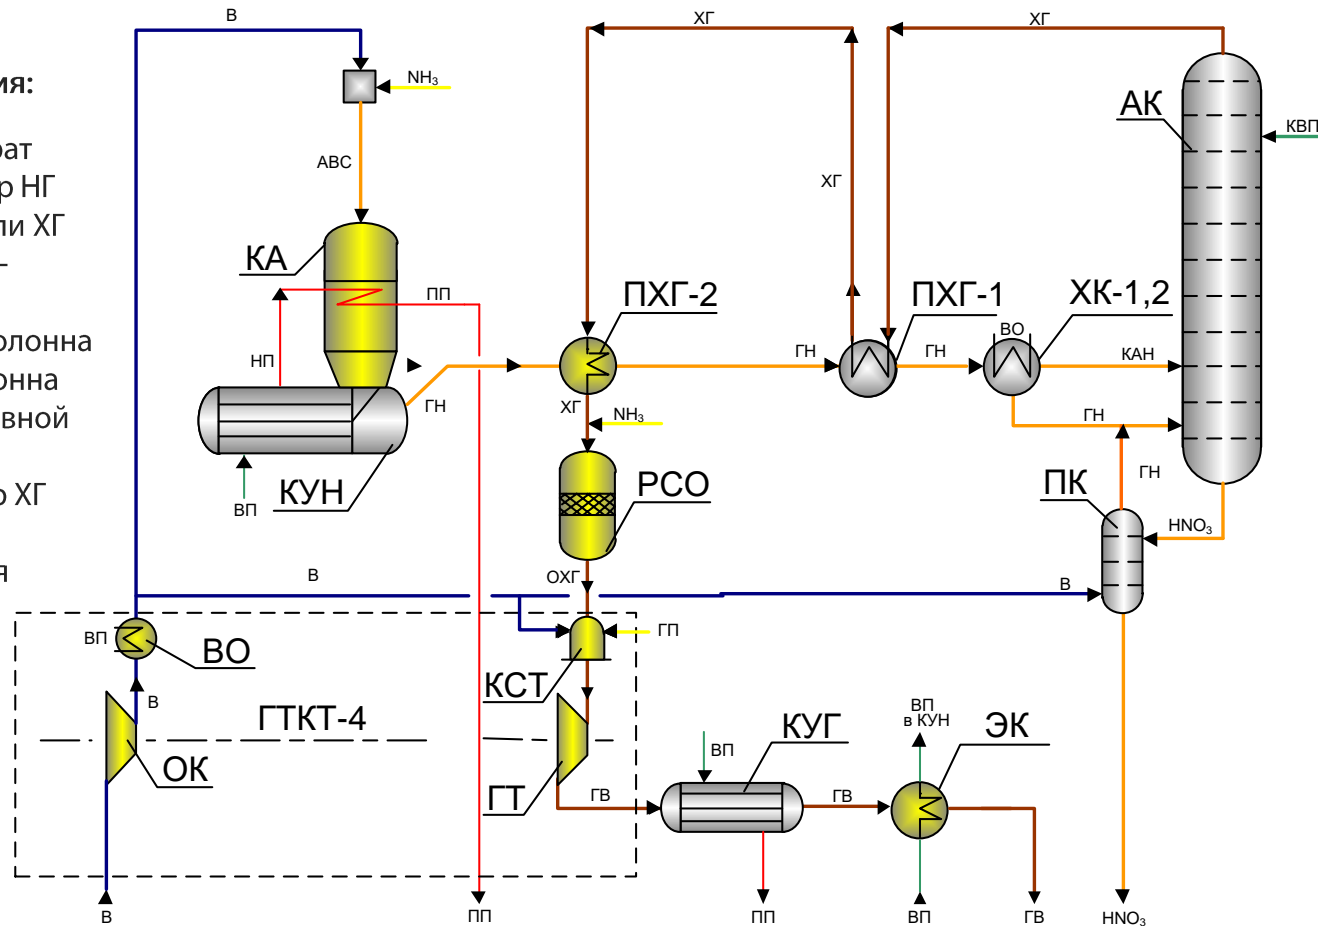 В
ХГ
ХГ
ия:
NH₃
АК
КВП
рат
АВС
р НГ
ХГ
ли ХГ
–
КА
ПП
ПХГ-2
ПХГ-1
ХК-1,2
ВО
олонна
НП
ГН
ГН
КАН
онна
ГН
ХГ
NH₃
ГН
вной
КУН
РСО
ПК
ГН
р ХГ
ВП
HNO₃
я
В
ОХГ
В
ВП
ВО
ГП
КСТ
В
ГТКТ-4
ВП
в КУН
ОК
ВП
КУГ
ЭК
ГТ
ГВ
ГВ
В
ПП
ПП
ВП
ГВ
HNO₃